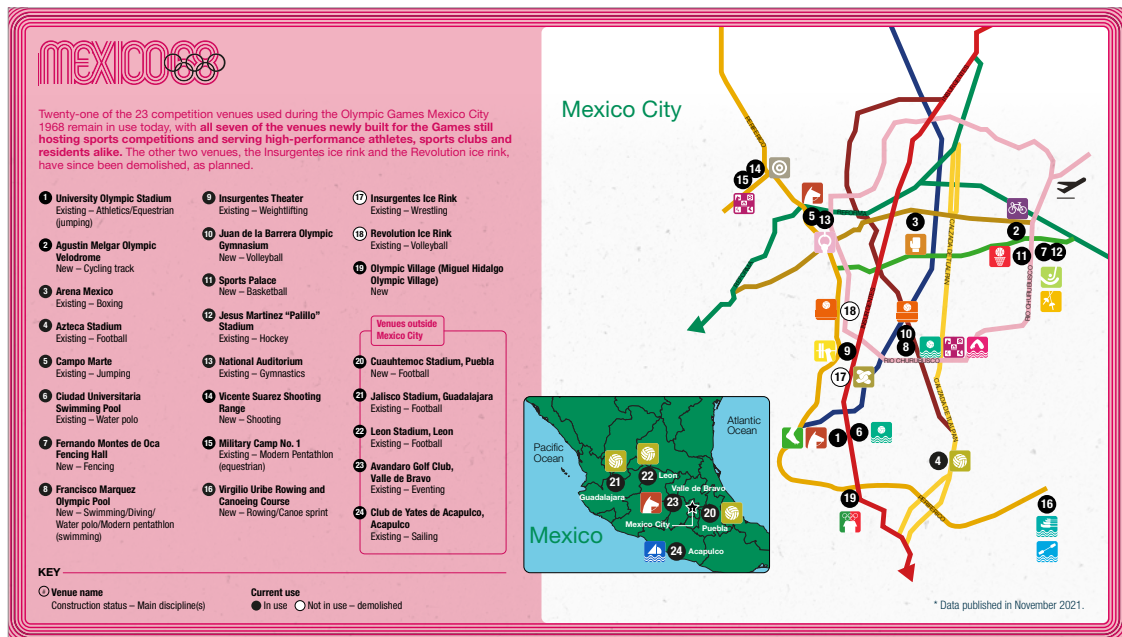 MEXICO68
Twenty-one of the 23 competition venues used during the Olympic Games Mexico City
1968 remain in use today, with all seven of the venues newly built for the Games still
hosting sports competitions and serving high-performance athletes, sports clubs and
residents alike. The other two venues, the Insurgentes ice rink and the Revolution ice rink,
have since been demolished, as planned.
1 University Olympic Stadium
Existing – Athletics/Equestrian
(jumping)
2 Agustin Melgar Olympic
Velodrome
New – Cycling track
3 Arena Mexico
Existing – Boxing
4 Azteca Stadium
Existing – Football
5 Campo Marte
Existing – Jumping
6 Ciudad Universitaria
Swimming Pool
Existing – Water polo
7 Fernando Montes de Oca
Fencing Hall
New – Fencing
8 Francisco Marquez
Olympic Pool
New – Swimming/Diving/
Water polo/Modern pentathlon
(swimming)
9 Insurgentes Theater
Existing – Weightlifting
10 Juan de la Barrera Olympic
Gymnasium
New – Volleyball
11 Sports Palace
New – Basketball
12 Jesus Martinez “Palillo”
Stadium
Existing – Hockey
13 National Auditorium
Existing – Gymnastics
14 Vicente Suarez Shooting
Range
New – Shooting
15 Military Camp No. 1
Existing – Modern Pentathlon
(equestrian)
16 Virgilio Uribe Rowing and
Canoeing Course
New – Rowing/Canoe sprint
17 Insurgentes Ice Rink
Existing – Wrestling
18 Revolution Ice Rink
Existing – Volleyball
19 Olympic Village (Miguel Hidalgo
Olympic Village)
New
Venues outside
Mexico City
20 Cuauhtemoc Stadium, Puebla
New – Football
21 Jalisco Stadium, Guadalajara
Existing – Football
22 Leon Stadium, Leon
Existing – Football
23 Avandaro Golf Club,
Valle de Bravo
Existing – Eventing
24 Club de Yates de Acapulco,
Acapulco
Existing – Sailing
KEY
# Venue name
Construction status – Main discipline(s)
Current use
In use Not in use – demolished
Mexico City
PERIFERICO
14
15
5
13
REFORMA
3
2
11
7 12
CALZADA DE TLALPAN
RIO CHURUBUSCO
18
10
8
9
RIO CHURUBUSCO
17
CALZADA DE TLALPAN
1
6
4
19
PERIFERICO
16
Pacific
Ocean
Atlantic
Ocean
21
Guadalajara
22
Leon
Valle de Bravo
23
Mexico City
20
Puebla
24
Acapulco
Mexico
* Data published in November 2021.